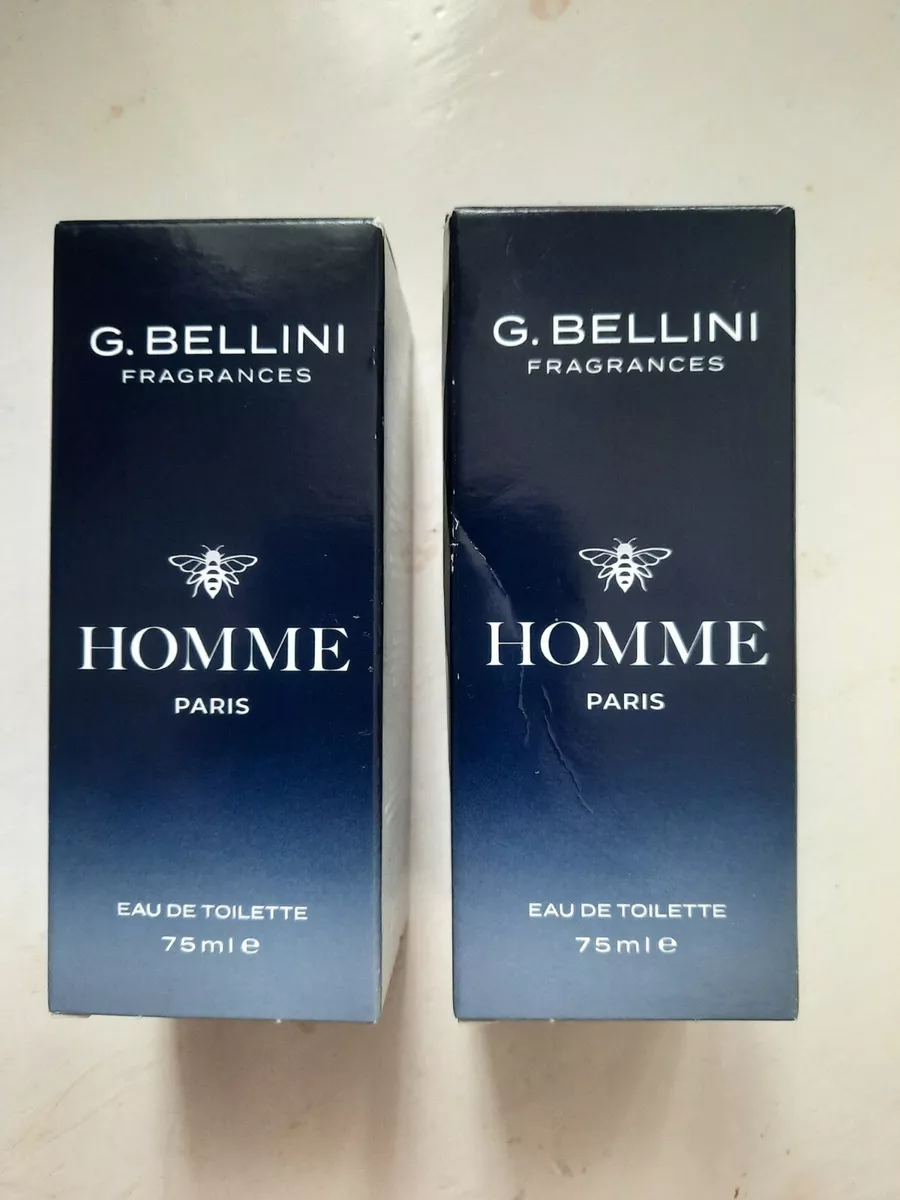 G. BELLINI
FRAGRANCES
HOMME
PARIS
EAU DE TOILETTE
75ml e
G. BELLINI
FRAGRANCES
HOMME
PARIS
EAU DE TOILETTE
75ml e